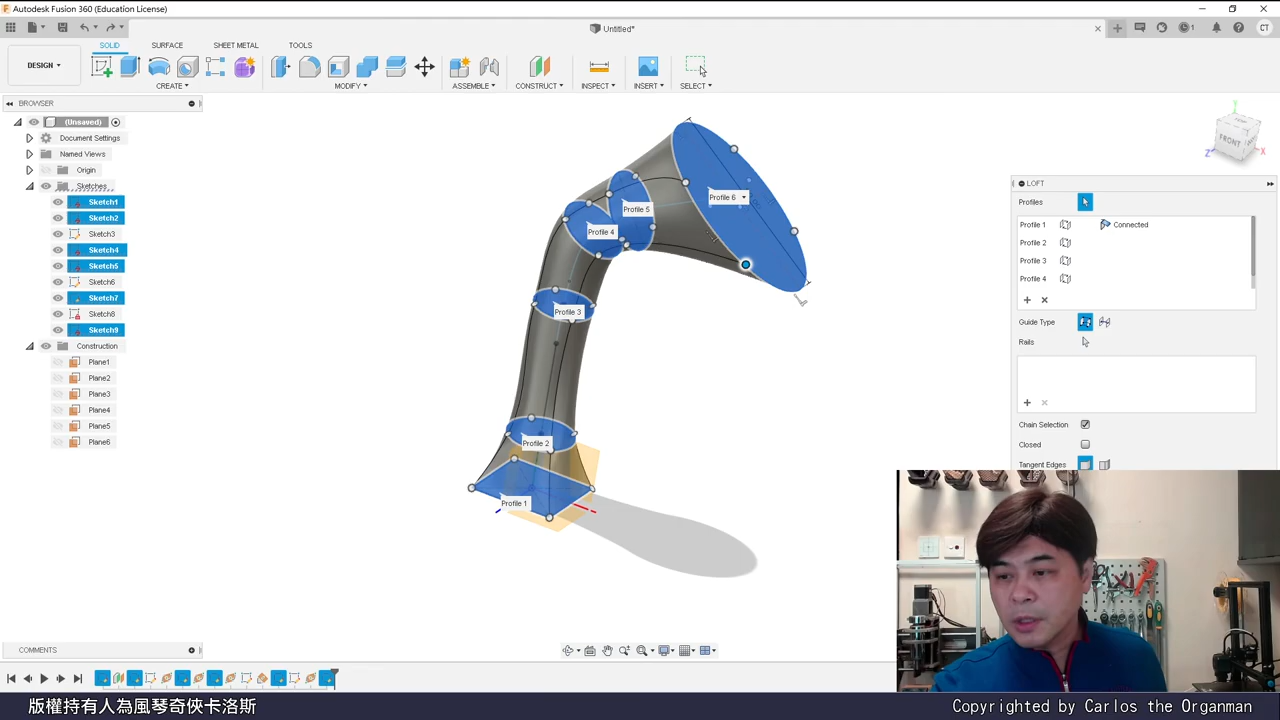 Autodesk Fusion 360 (Education License)
Untitled*
1
CT
DESIGN
SOLID
SURFACE
SHEET METAL
TOOLS
CREATE
MODIFY
ASSEMBLE
CONSTRUCT
INSPECT
INSERT
SELECT
BROWSER
(Unsaved)
Document Settings
Named Views
Origin
Sketches
Sketch1
Sketch2
Sketch3
Sketch4
Sketch5
Sketch6
Sketch7
Sketch8
Sketch9
Construction
Plane1
Plane2
Plane3
Plane4
Plane5
Plane6
Profile 6
Profile 5
Profile 4
Profile 3
Profile 2
Profile 1
Y
FRONT
Z
X
LOFT
Profiles
Profile 1 Connected
Profile 2
Profile 3
Profile 4
Guide Type
Rails
Chain Selection
Closed
Tangent Edges
COMMENTS
版權持有人為風琴奇俠卡洛斯
Copyrighted by Carlos the Organman